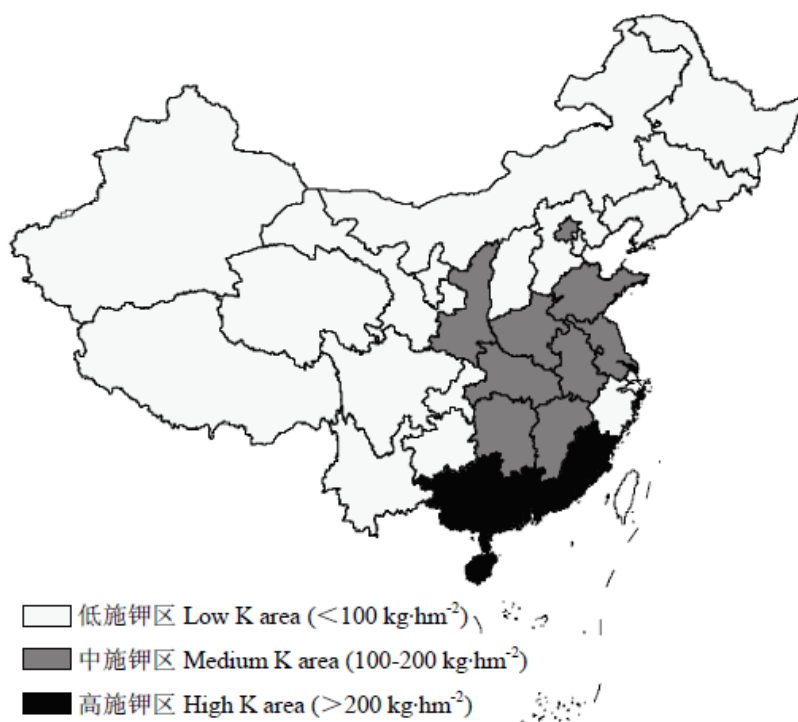 低施钾区 Low K area (＜100 kg·hm⁻²)
中施钾区 Medium K area (100-200 kg·hm⁻²)
高施钾区 High K area (＞200 kg·hm⁻²)